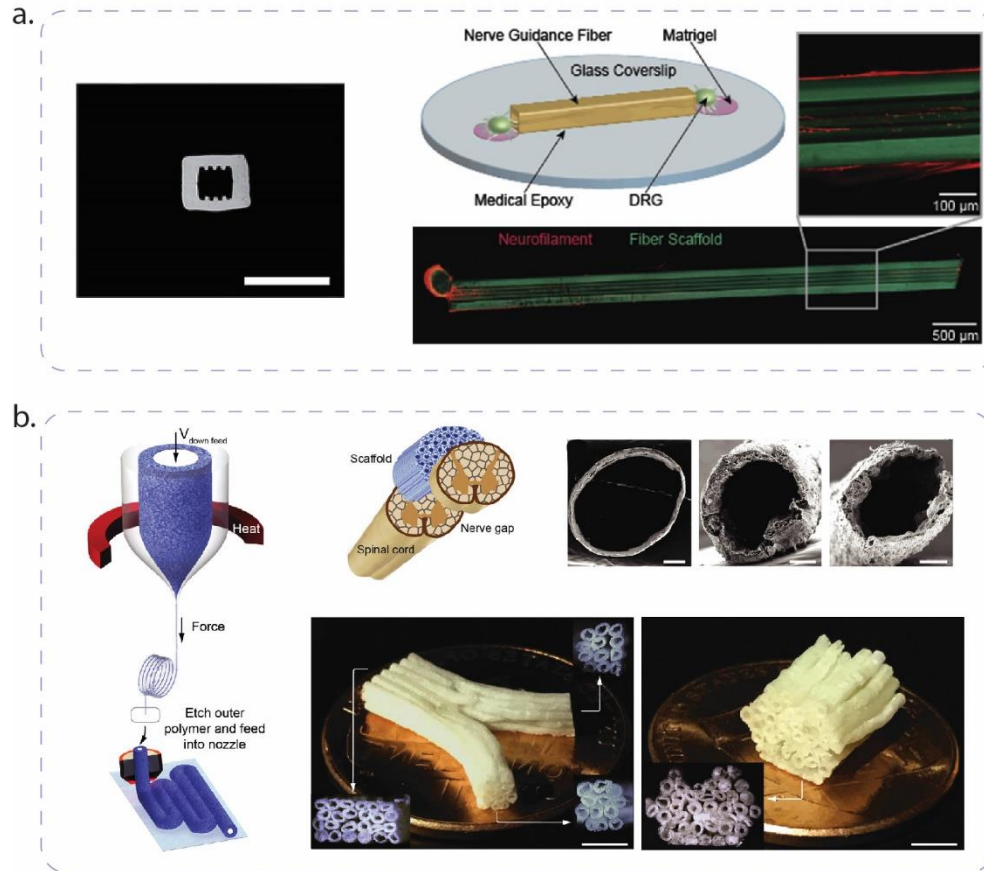 a.
Nerve Guidance Fiber
Matrigel
Glass Coverslip
Medical Epoxy
DRG
100 µm
Neurofilament
Fiber Scaffold
500 µm
b.
V down feed
Heat
Force
Etch outer
polymer and feed
into nozzle
Scaffold
Nerve gap
Spinal cord